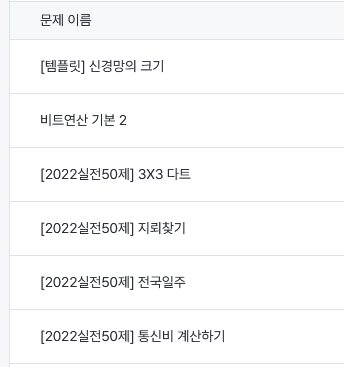 문제 이름
[템플릿] 신경망의 크기
비트연산 기본 2
[2022실전50제] 3X3 다트
[2022실전50제] 지뢰찾기
[2022실전50제] 전국일주
[2022실전50제] 통신비 계산하기